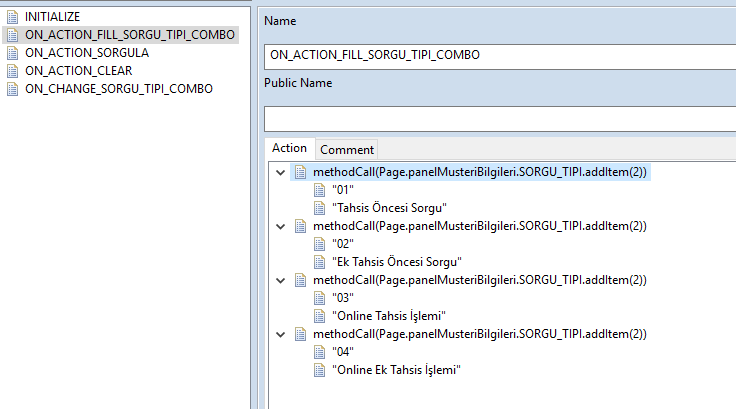 INITIALIZE
ON_ACTION_FILL_SORGU_TIPI_COMBO
ON_ACTION_SORGULA
ON_ACTION_CLEAR
ON_CHANGE_SORGU_TIPI_COMBO
Name
ON_ACTION_FILL_SORGU_TIPI_COMBO
Public Name
Action Comment
methodCall(Page.panelMusteriBilgileri.SORGU_TIPI.addItem(2))
"01"
"Tahsis Öncesi Sorgu"
methodCall(Page.panelMusteriBilgileri.SORGU_TIPI.addItem(2))
"02"
"Ek Tahsis Öncesi Sorgu"
methodCall(Page.panelMusteriBilgileri.SORGU_TIPI.addItem(2))
"03"
"Online Tahsis İşlemi"
methodCall(Page.panelMusteriBilgileri.SORGU_TIPI.addItem(2))
"04"
"Online Ek Tahsis İşlemi"